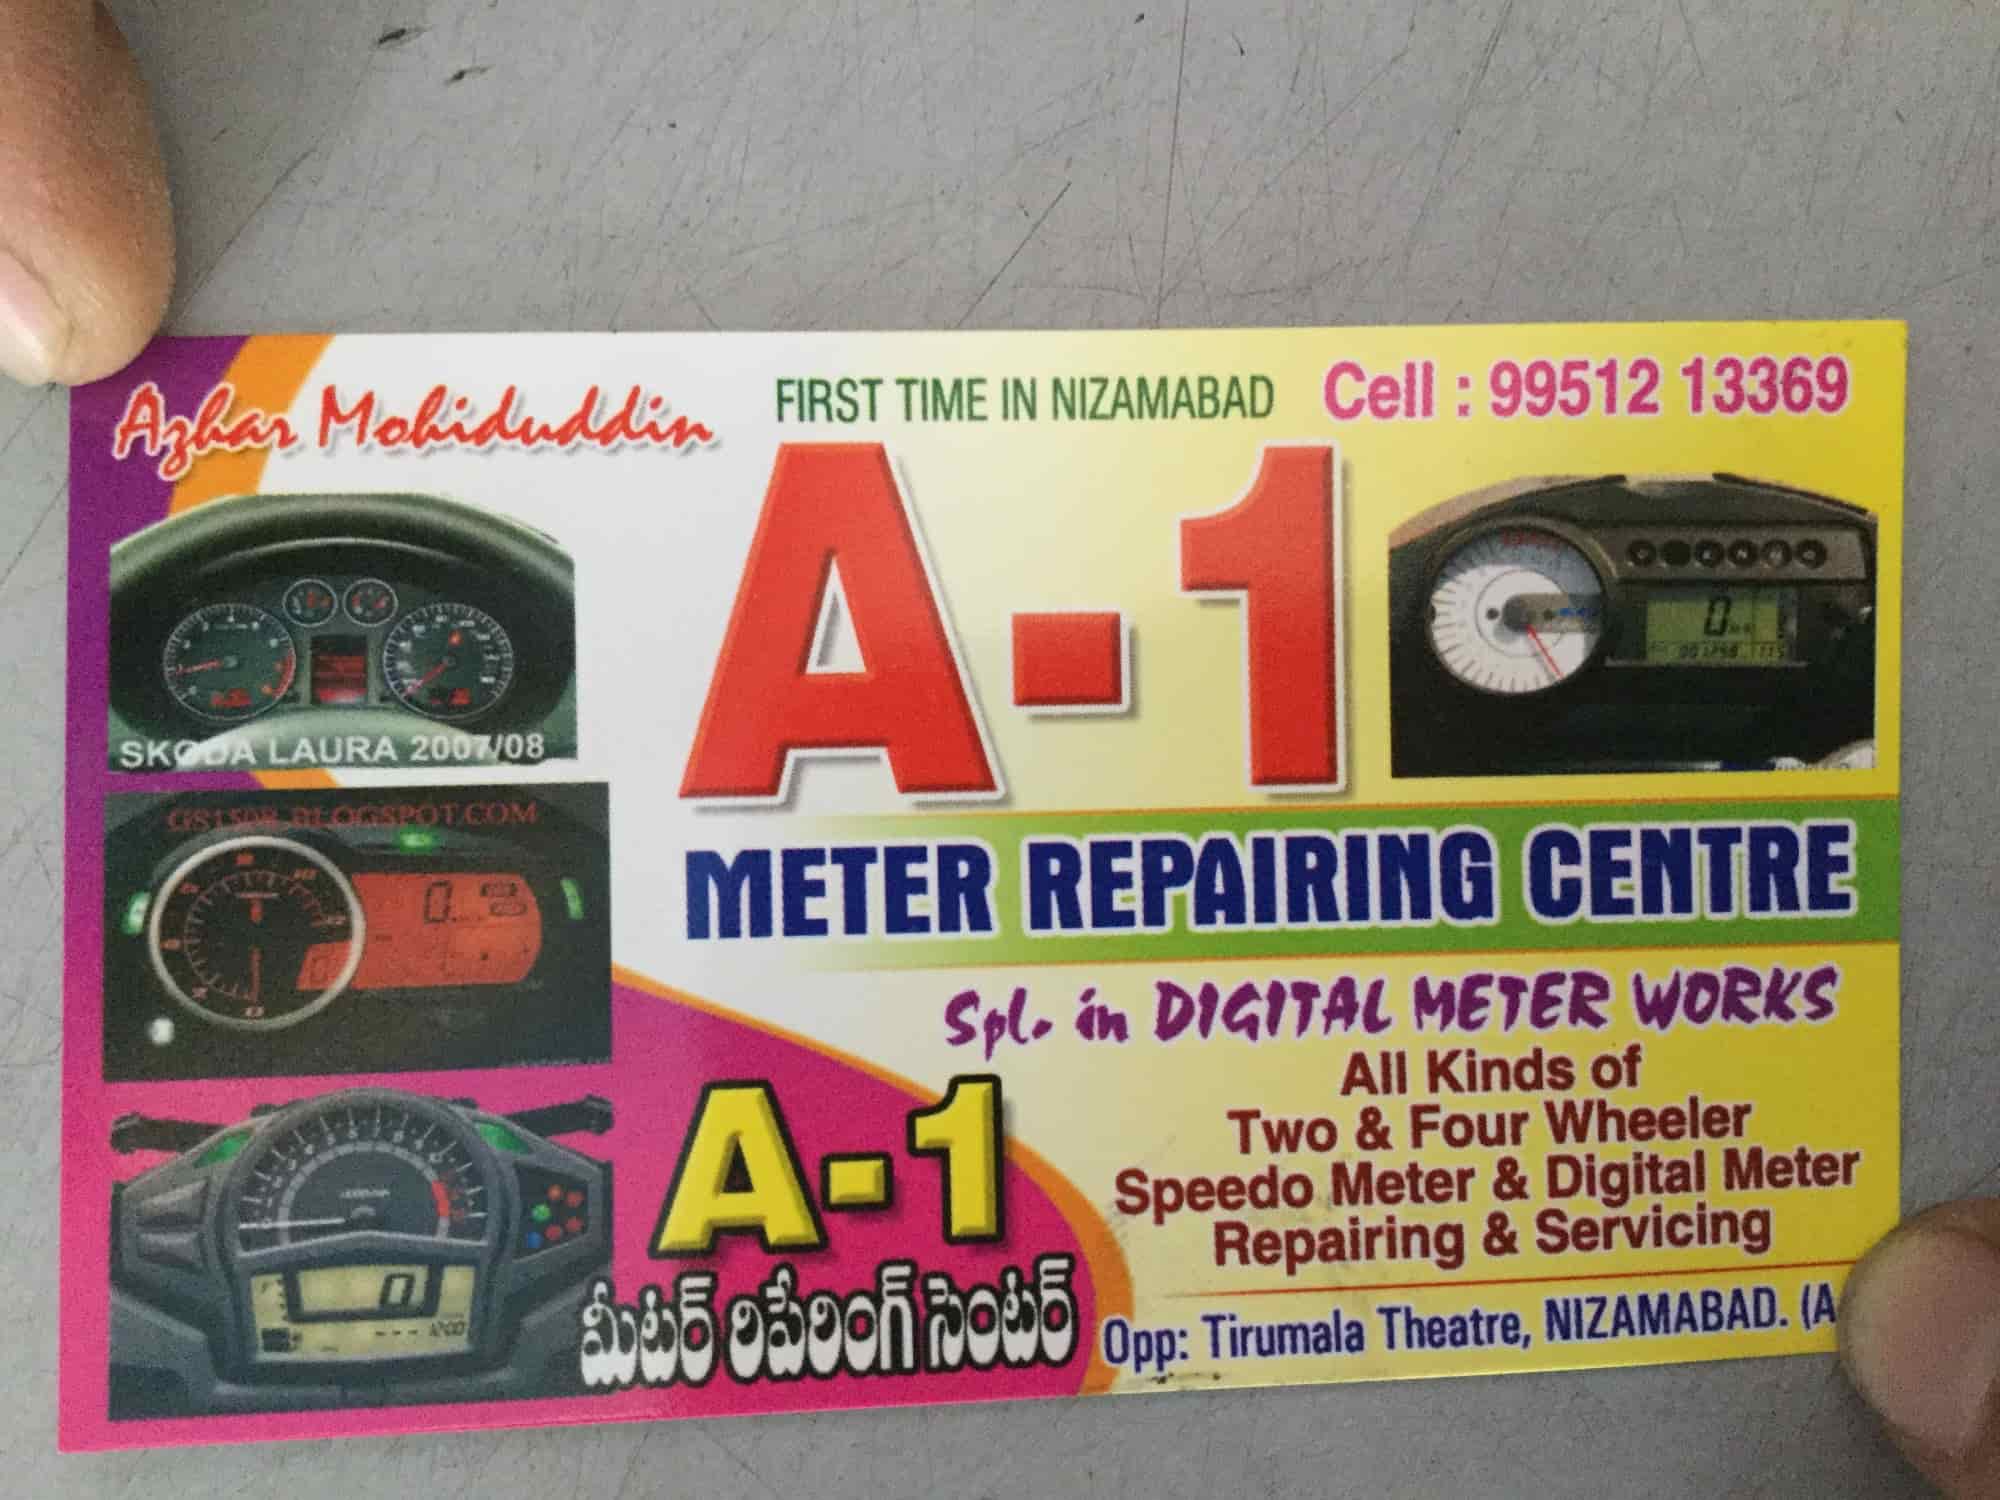 Azhar Mohiduddin
FIRST TIME IN NIZAMABAD
Cell : 99512 13369
A-1
SKODA LAURA 2007/08
METER REPAIRING CENTRE
Spl. in DIGITAL METER WORKS
All Kinds of
Two & Four Wheeler
Speedo Meter & Digital Meter
Repairing & Servicing
A-1
మీటర్ రిపేరింగ్ సెంటర్
Opp: Tirumala Theatre, NIZAMABAD. (A